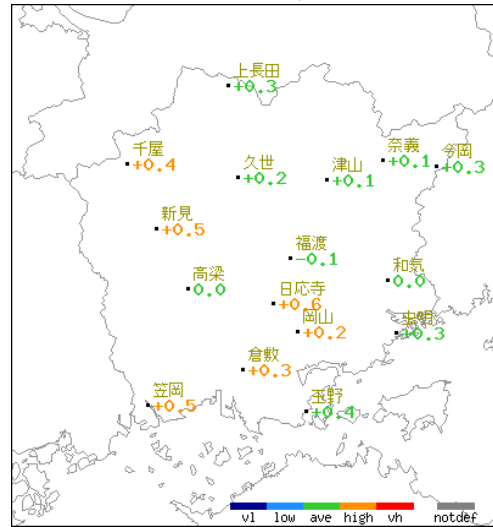 上長田
+0.3
千屋
+0.4
久世
+0.2
津山
+0.1
奈義
+0.1
今岡
+0.3
新見
+0.5
福渡
-0.1
高梁
0.0
和気
0.0
日応寺
+0.6
岡山
+0.2
虫明
+0.3
倉敷
+0.3
笠岡
+0.5
玉野
+0.4
vl low ave high vh notdef